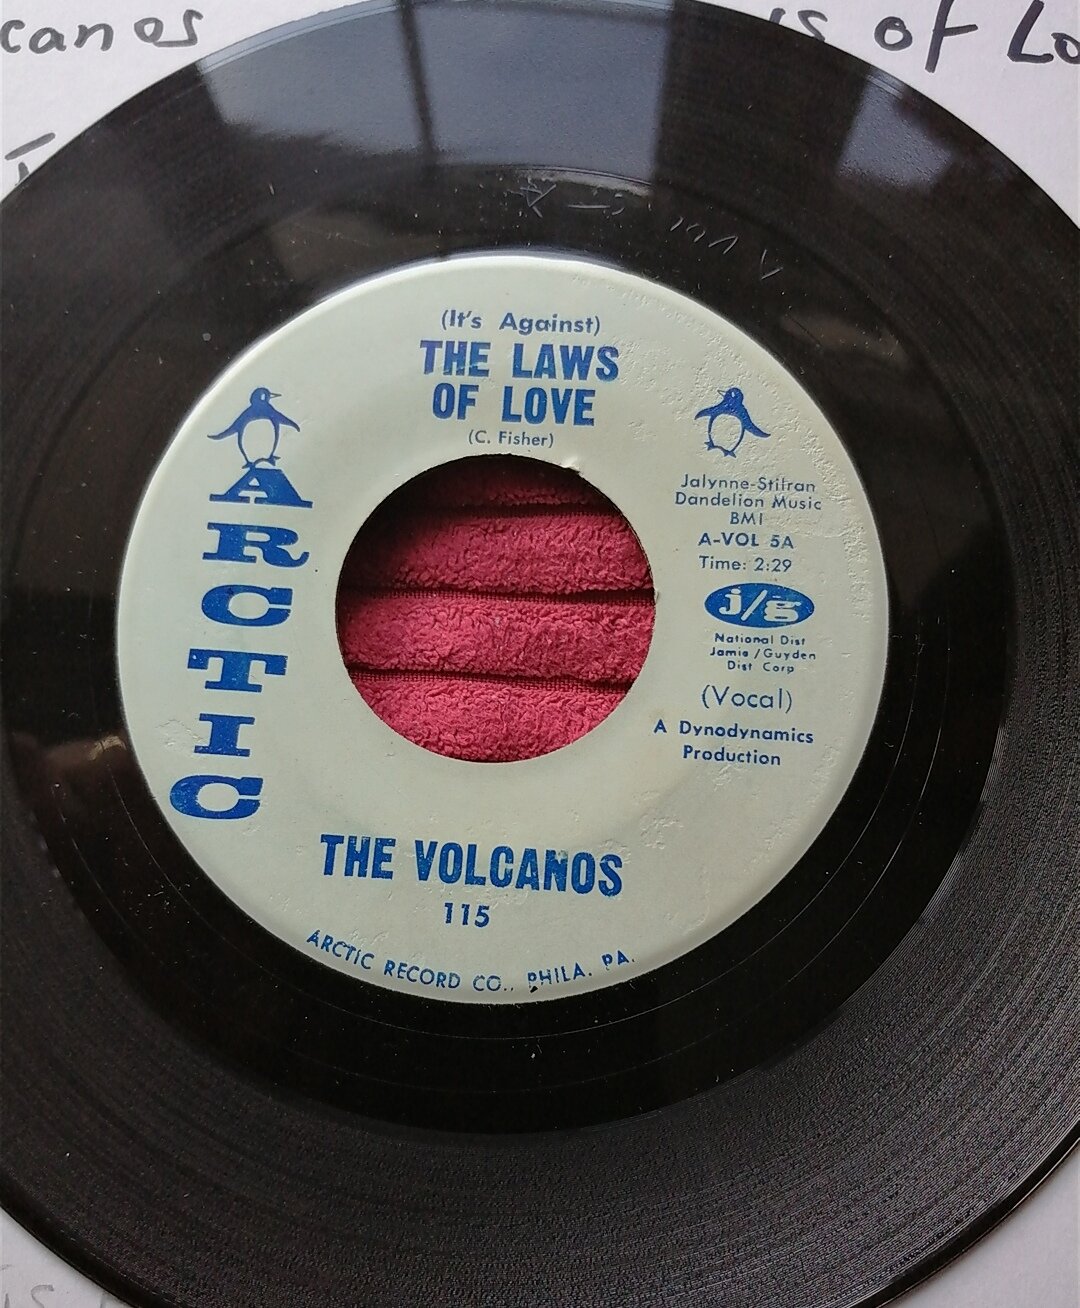 canos
of Lo
(It's Against)
THE LAWS
OF LOVE
(C. Fisher)
ARCTIC
Jalynne-Stilran
Dandelion Music
BMI
A-VOL 5A
Time: 2:29
j/g
National Dist
Jamie/Guyden
Dist Corp
(Vocal)
A Dynodynamics
Production
THE VOLCANOS
115
ARCTIC RECORD CO., PHILA. PA.